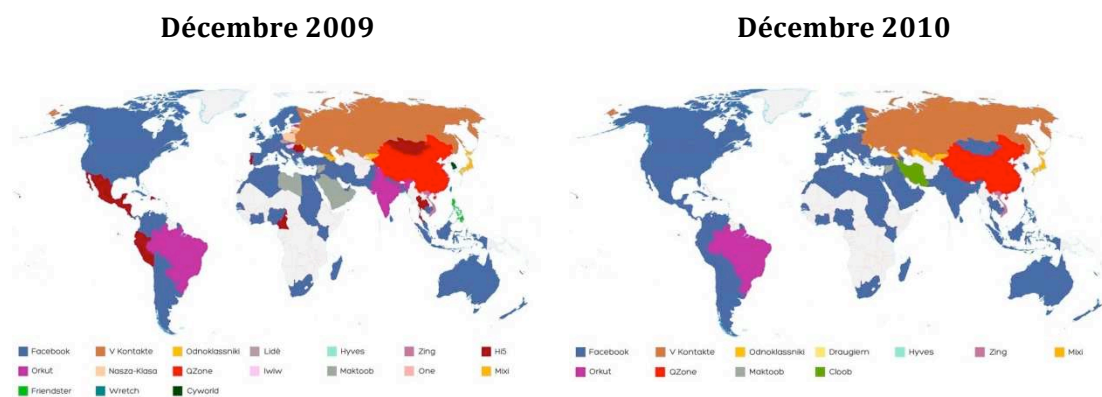 Décembre 2009
Décembre 2010
Facebook V Kontakte Odnoklassniki Lidé Hyves Zing Hi5
Orkut Nasza-Klasa QZone Iwiw Maktoob One Mixi
Friendster Wretch Cyworld
Facebook V Kontakte Odnoklassniki Draugiem Hyves Zing Mixi
Orkut QZone Maktoob Cloob